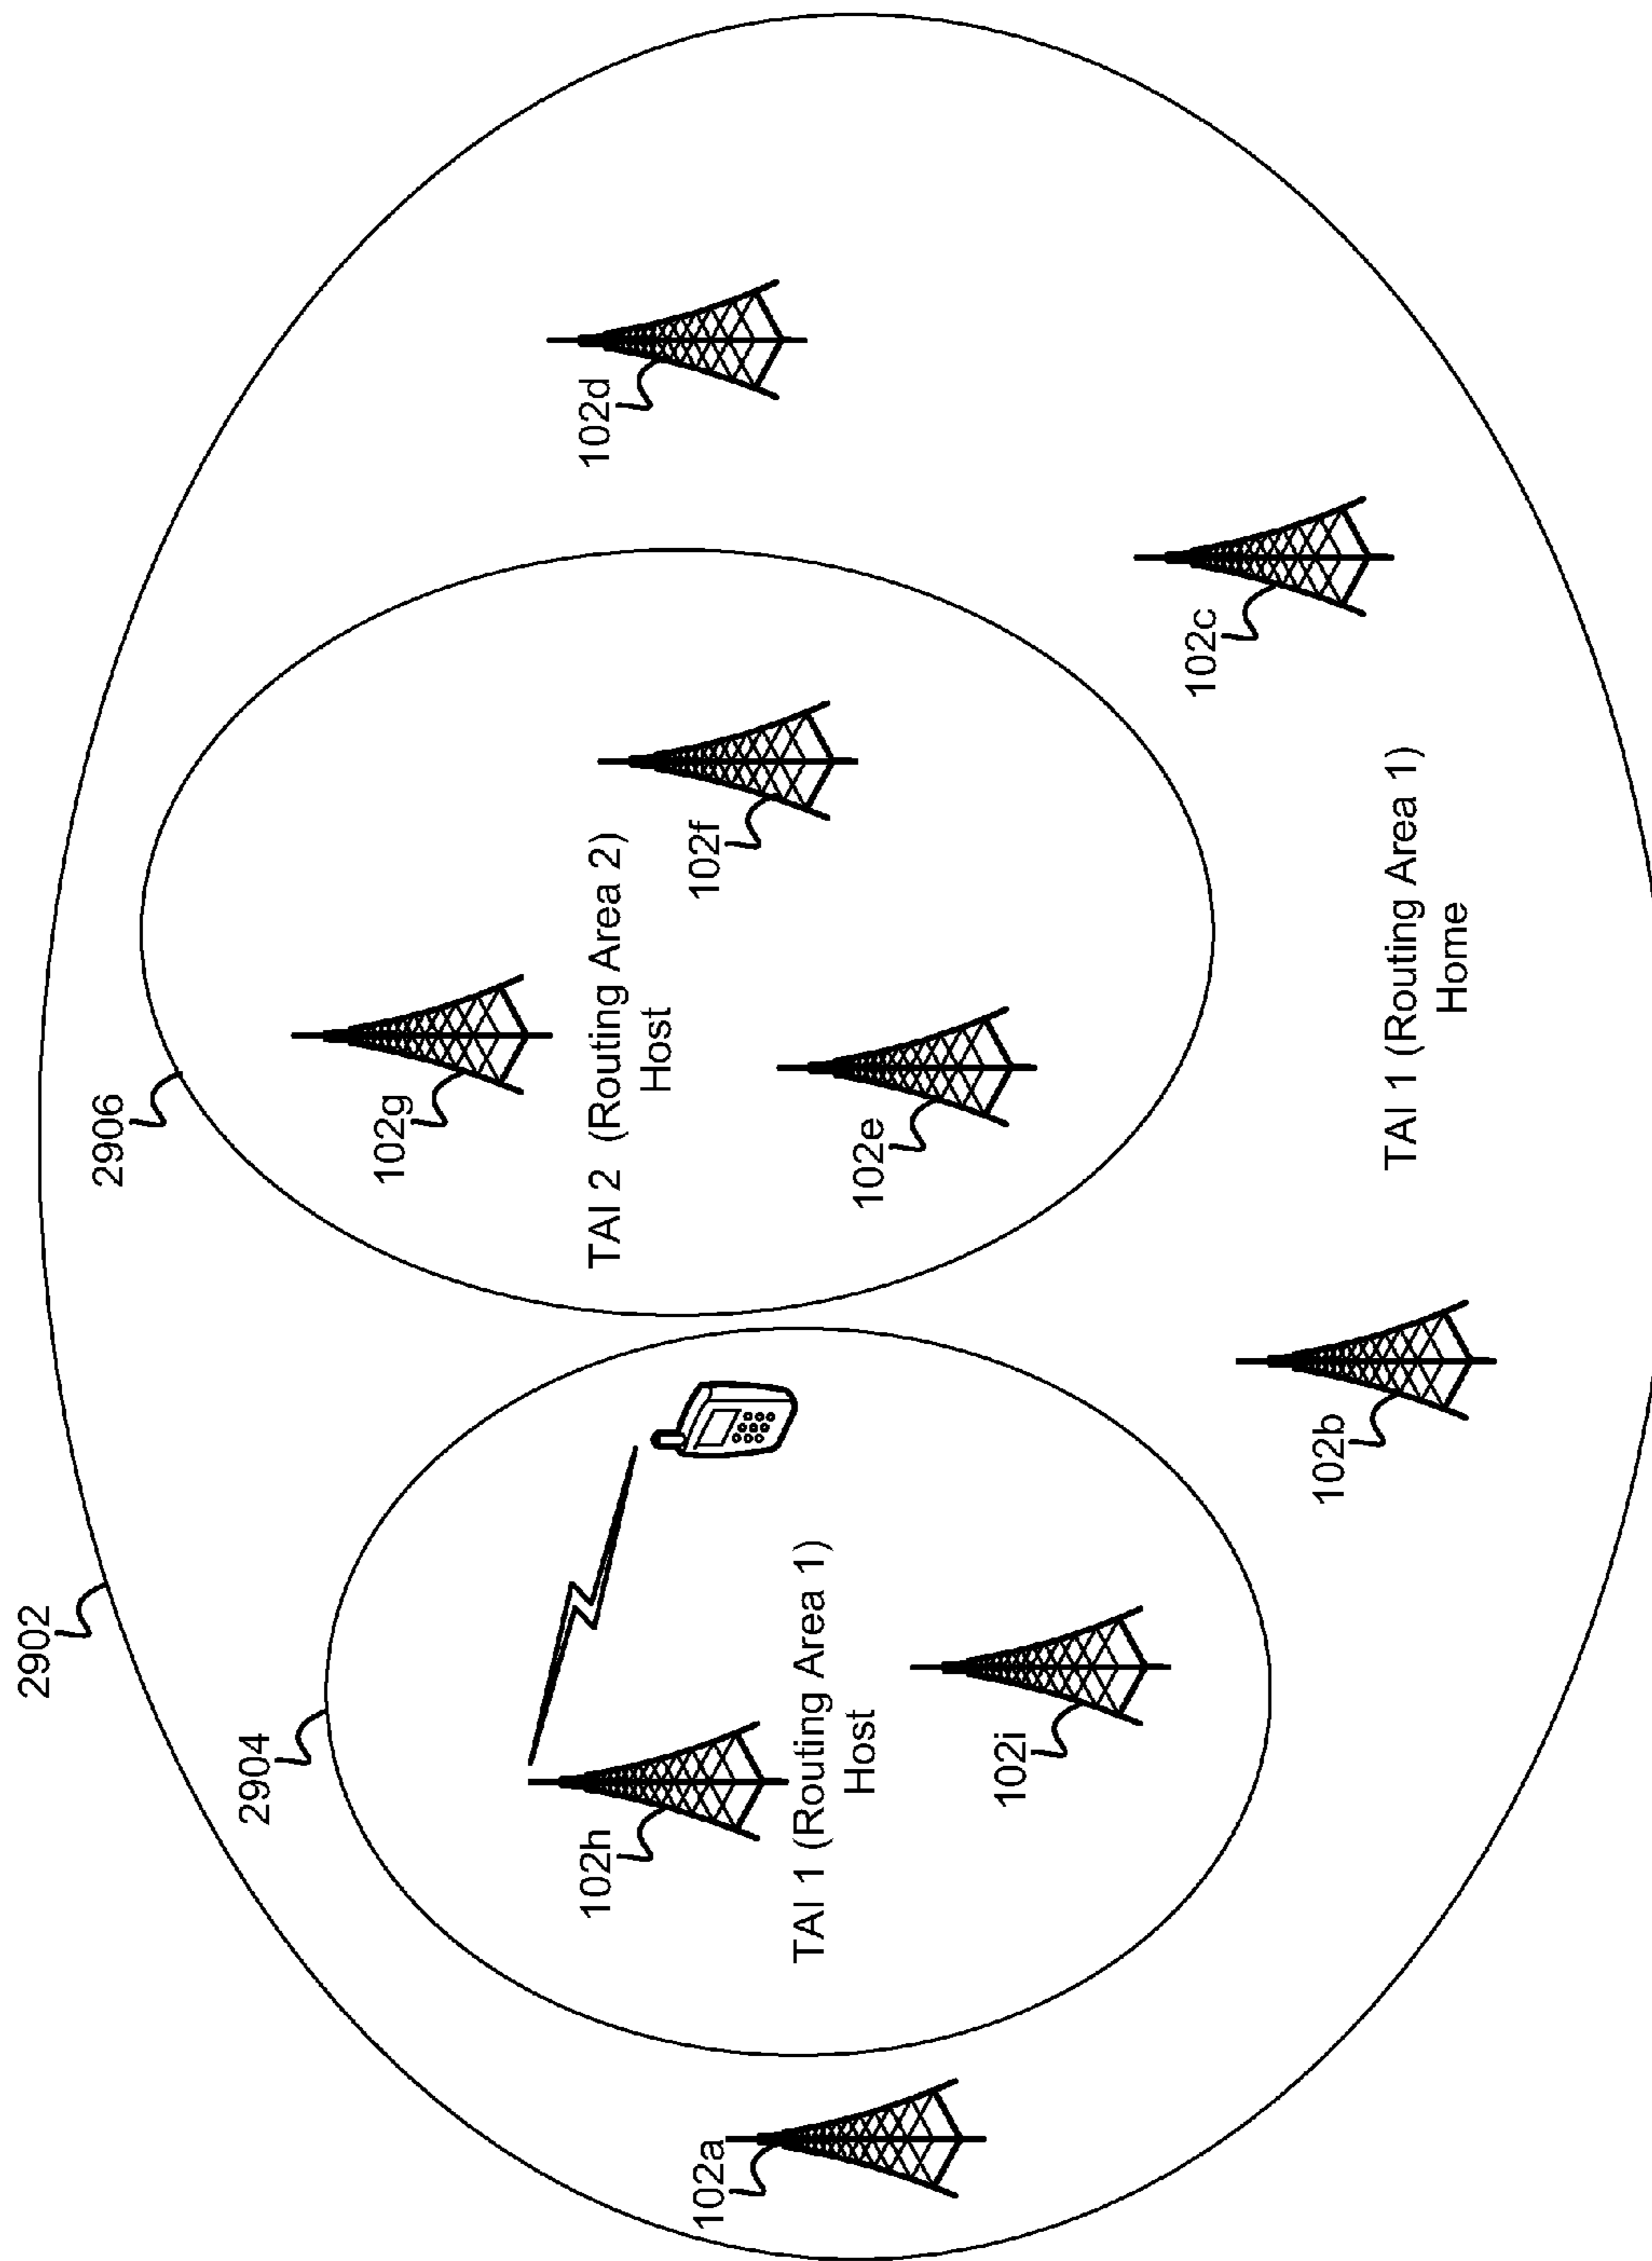 2902
2904
2906
102d
102g
102f
TAI 2 (Routing Area 2)
Host
102h
102e
102a
TAI 1 (Routing Area 1)
Host
102i
102c
102b
TAI 1 (Routing Area 1)
Home